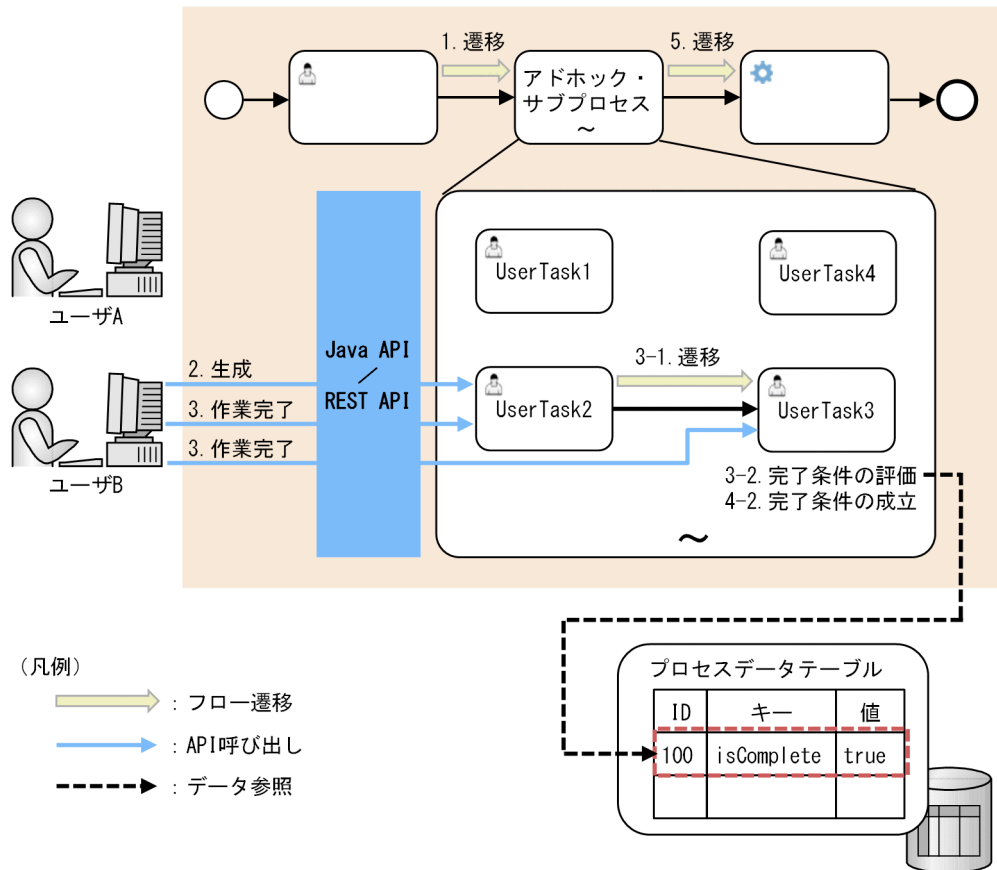 1.遷移
5.遷移
アドホック・
サブプロセス
~
UserTask1
UserTask4
ユーザA
Java API
／
REST API
2.生成
3-1.遷移
3.作業完了
UserTask2
UserTask3
3.作業完了
ユーザB
3-2.完了条件の評価
4-2.完了条件の成立
~
（凡例）
：フロー遷移
：API呼び出し
：データ参照
プロセスデータテーブル
ID キー 値
100 isComplete true